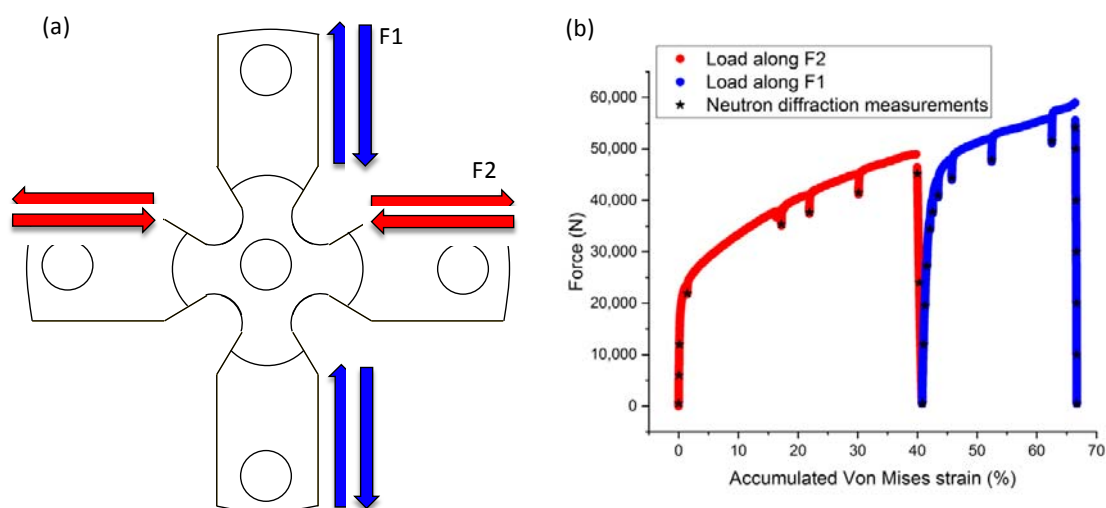 (a)
F1
F2
(b)
Load along F2
Load along F1
Neutron diffraction measurements
60,000
50,000
40,000
30,000
20,000
10,000
0
Force (N)
0 10 20 30 40 50 60 70
Accumulated Von Mises strain (%)